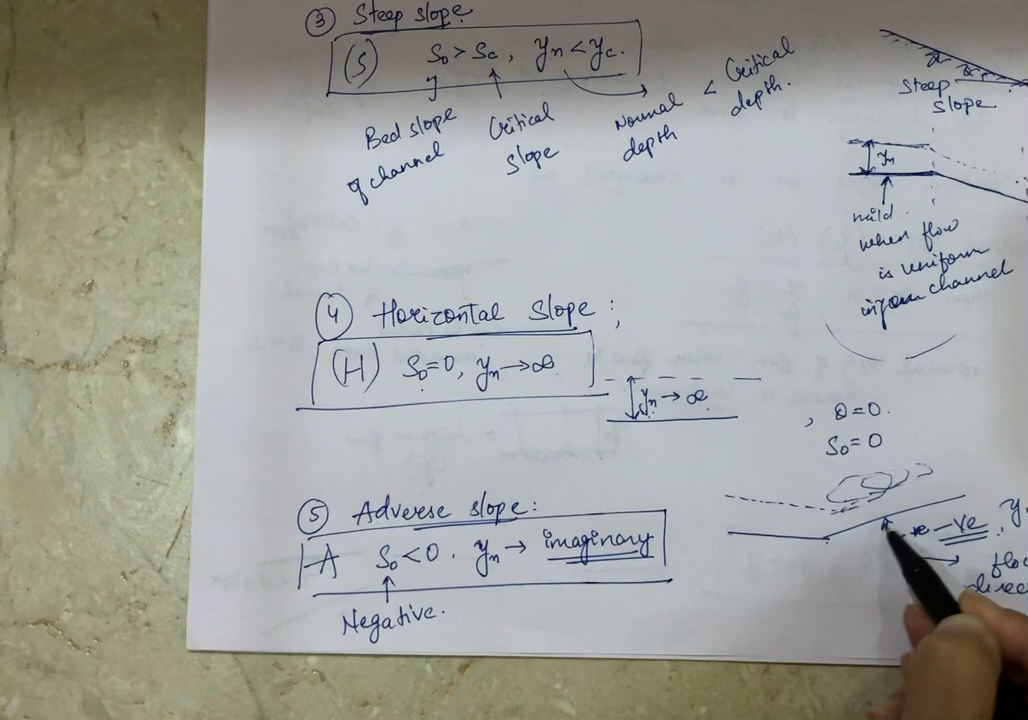 ③ Steep slope
(S) S₀ > Sc, yn < yc.
Bed slope of channel
Critical slope
Normal depth < Critical depth.
steep slope
yn
mild.
when flow
is uniform
channel
④ Horizontal Slope ;
(H) S₀=0, yn→∞
yn → ∞
, θ=0.
S₀=0
⑤ Adverse slope:
A S₀<0. yn → imaginary
Negative.
-ve